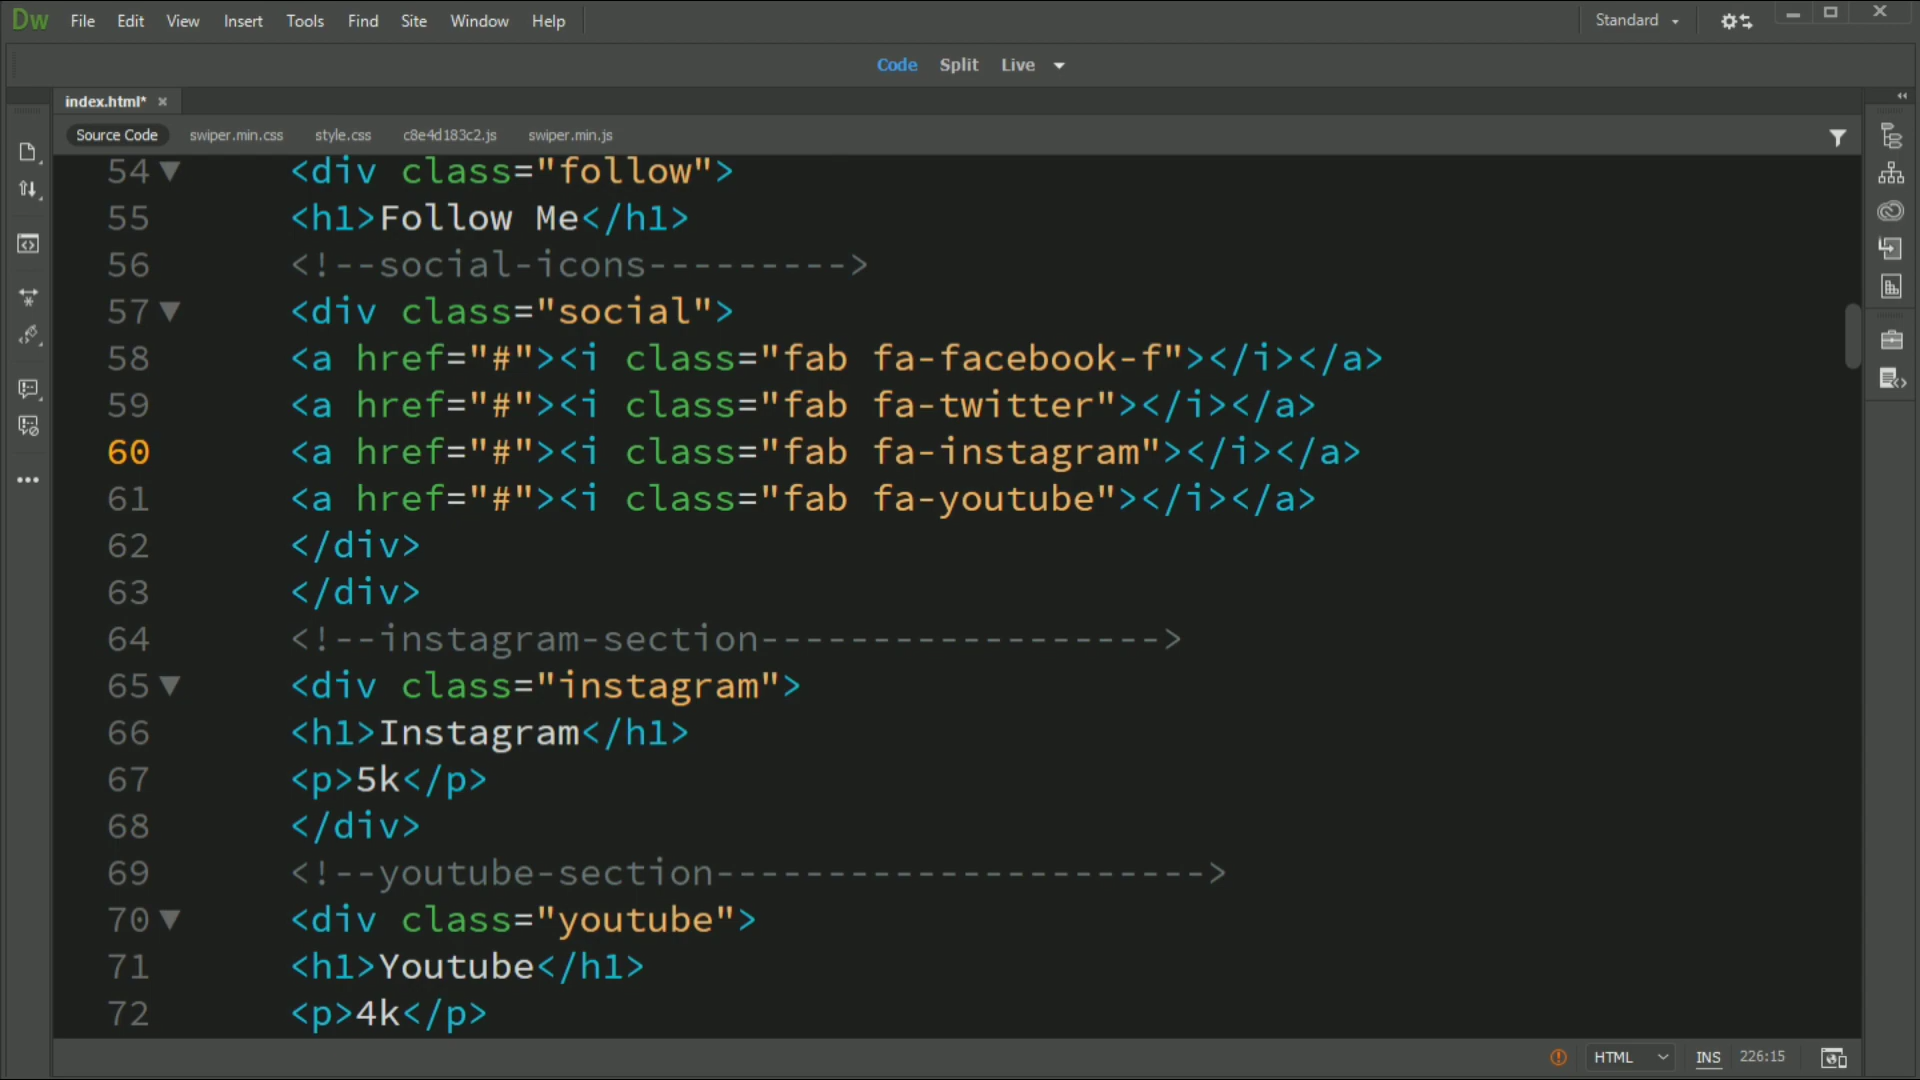 Dw File Edit View Insert Tools Find Site Window Help Standard
Code Split Live
index.html*
Source Code swiper.min.css style.css c8e4d183c2.js swiper.min.js
54 <div class="follow">
55 <h1>Follow Me</h1>
56 <!--social-icons--------->
57 <div class="social">
58 <a href="#"><i class="fab fa-facebook-f"></i></a>
59 <a href="#"><i class="fab fa-twitter"></i></a>
60 <a href="#"><i class="fab fa-instagram"></i></a>
61 <a href="#"><i class="fab fa-youtube"></i></a>
62 </div>
63 </div>
64 <!--instagram-section------------------>
65 <div class="instagram">
66 <h1>Instagram</h1>
67 <p>5k</p>
68 </div>
69 <!--youtube-section---------------------->
70 <div class="youtube">
71 <h1>Youtube</h1>
72 <p>4k</p>
HTML INS 226:15